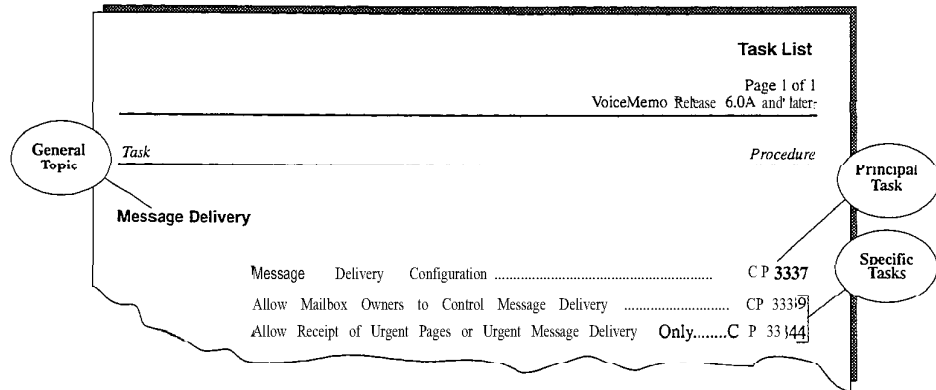 Task List
Page 1 of 1
VoiceMemo Release 6.0A and later
General
Topic
Task
Procedure
Principal
Task
Message Delivery
Specific
Tasks
Message Delivery Configuration ........................................................ CP 3337
Allow Mailbox Owners to Control Message Delivery ............................ CP 3339
Allow Receipt of Urgent Pages or Urgent Message Delivery Only........C P 3344